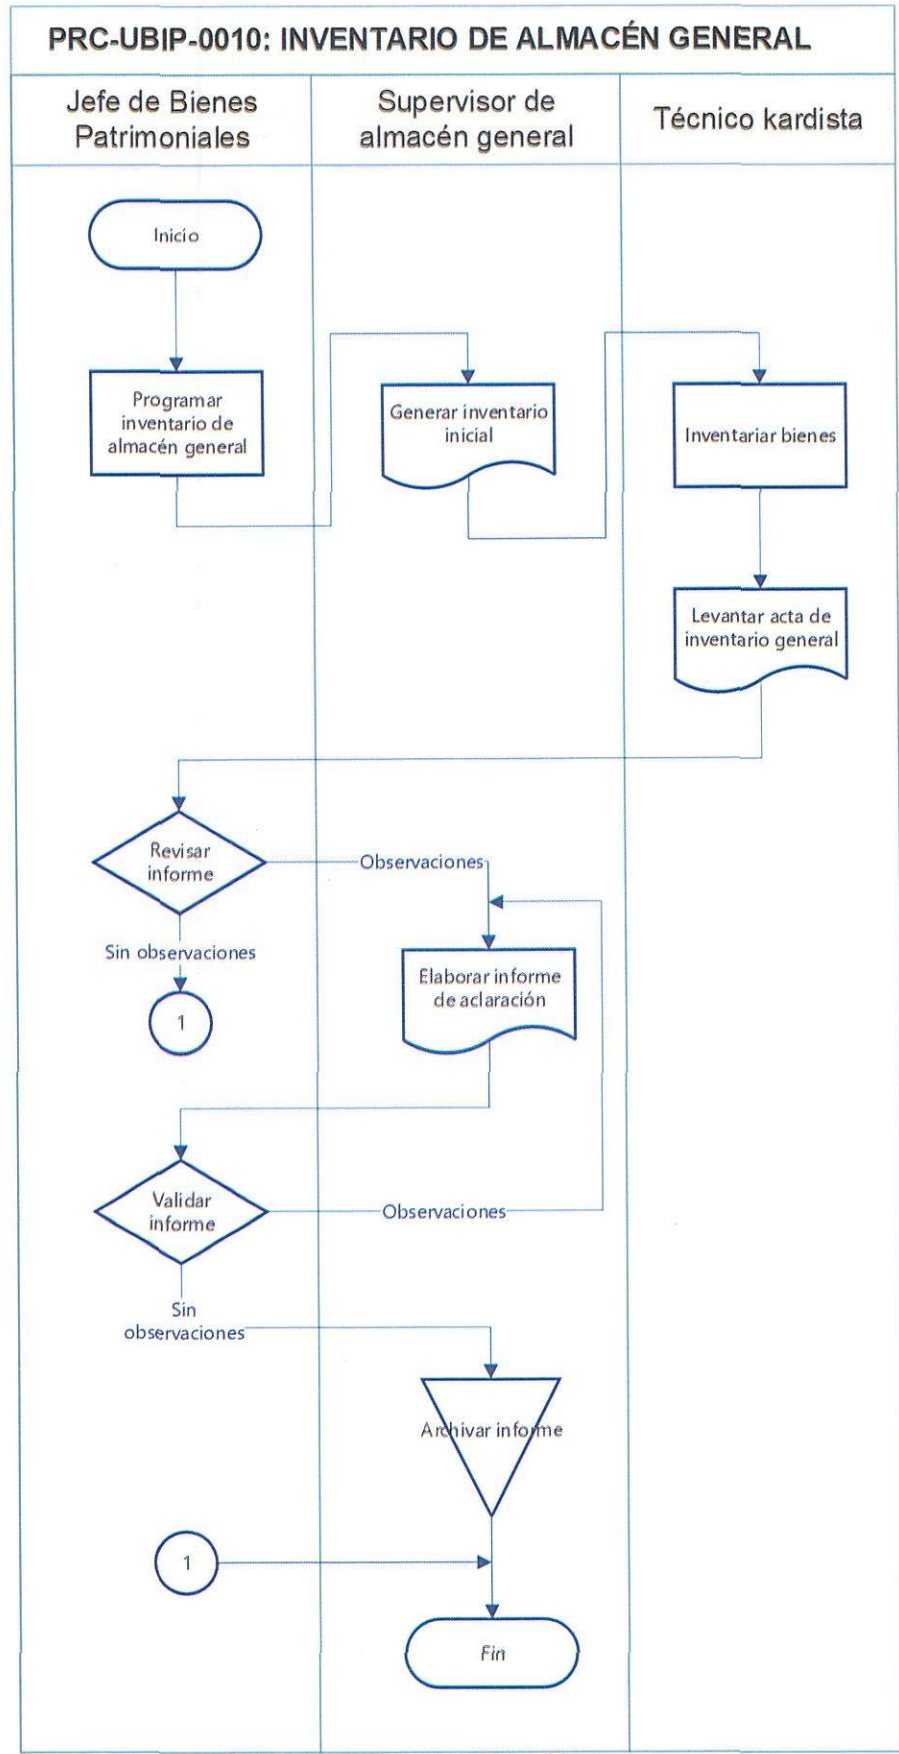 PRC-UBIP-0010: INVENTARIO DE ALMACÉN GENERAL
Jefe de Bienes
Patrimoniales
Supervisor de
almacén general
Técnico kardista
Inicio
Programar
inventario de
almacén general
Generar inventario
inicial
Inventariar bienes
Levantar acta de
inventario general
Revisar
informe
Observaciones
Sin observaciones
1
Elaborar informe
de aclaración
Validar
informe
Observaciones
Sin
observaciones
Archivar informe
1
Fin